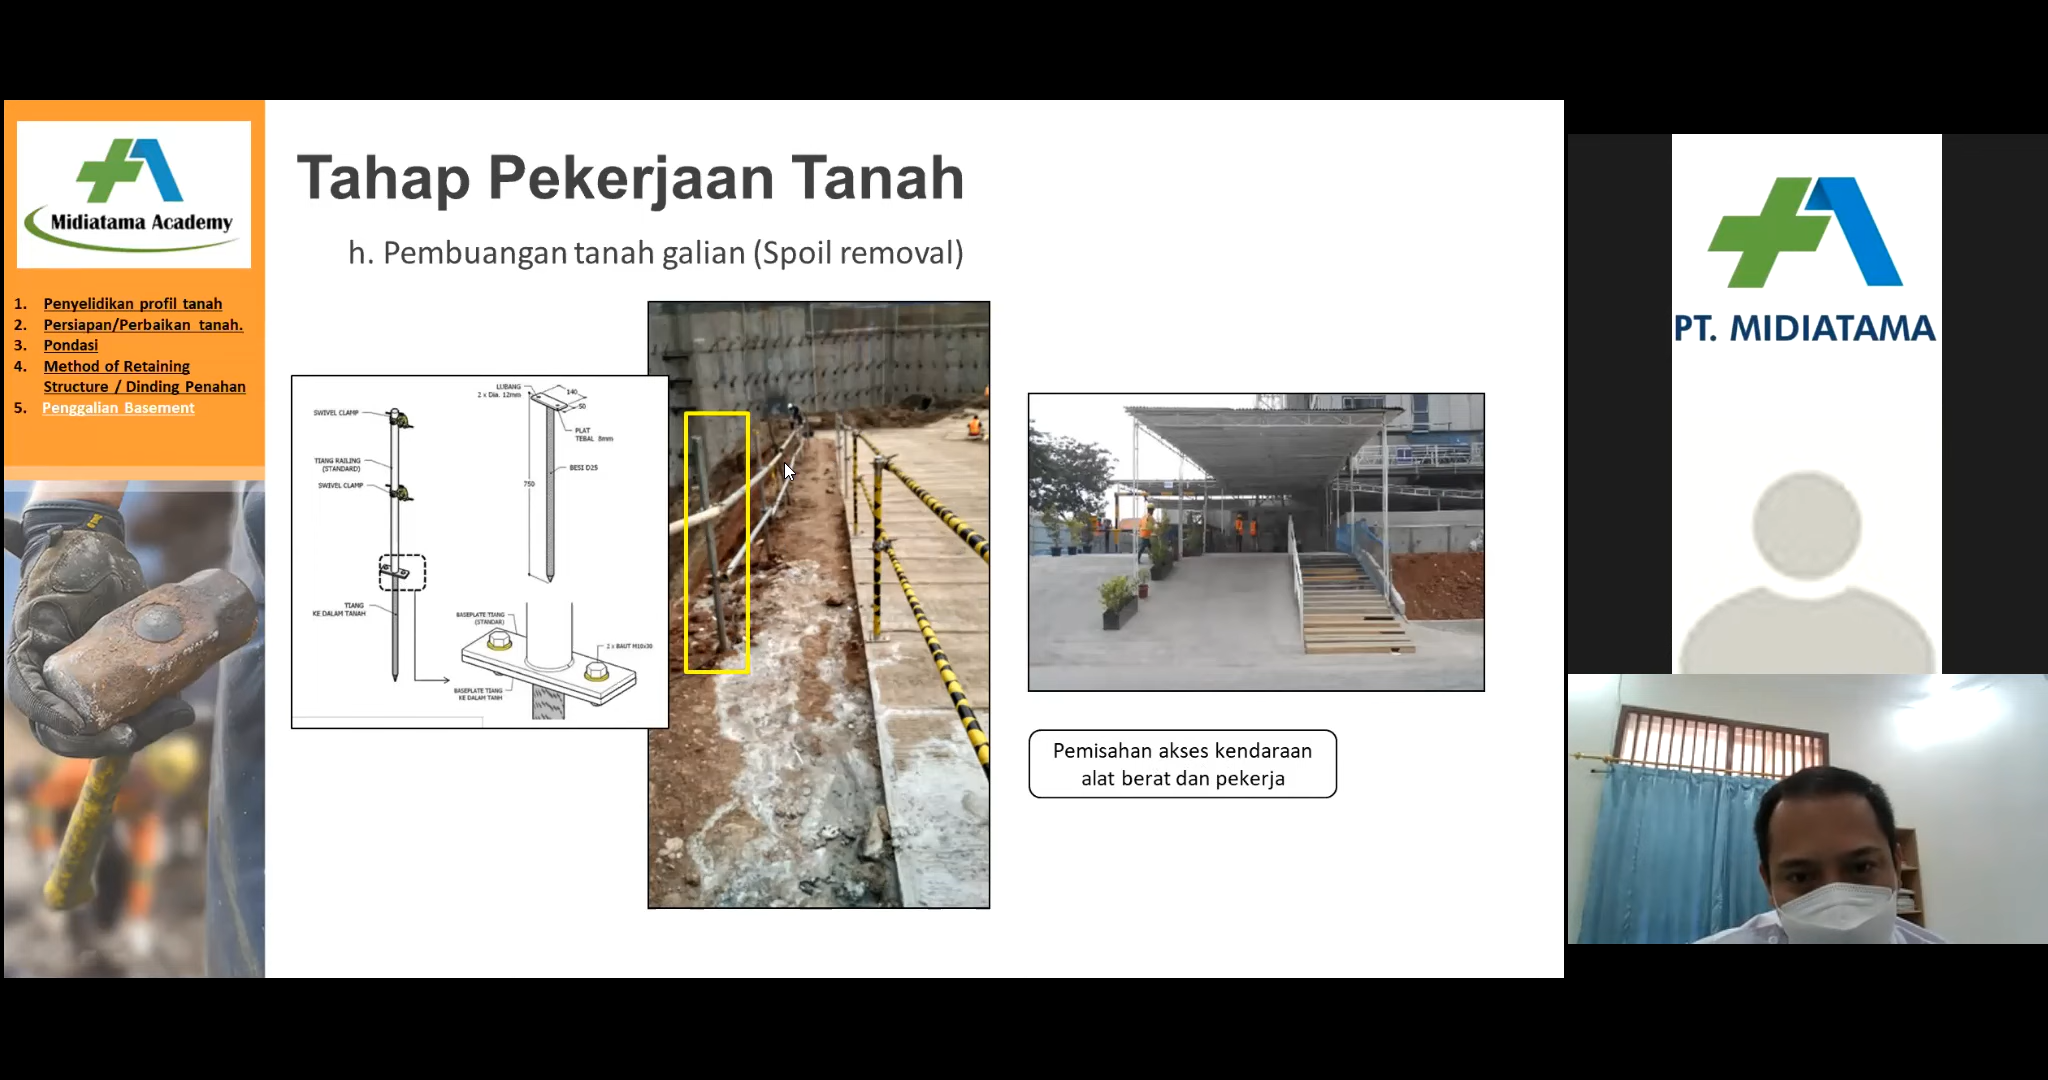 Midiatama Academy
1. Penyelidikan profil tanah
2. Persiapan/Perbaikan tanah.
3. Pondasi
4. Method of Retaining
Structure / Dinding Penahan
5. Penggalian Basement
Tahap Pekerjaan Tanah
h. Pembuangan tanah galian (Spoil removal)
SWIVEL CLAMP
TIANG RAILING
(STANDARD)
SWIVEL CLAMP
TIANG
KE DALAM TANAH
LUBANG
2 x Dia. 12mm
140
50
PLAT
TEBAL 8mm
BESI D25
750
BASEPLATE TIANG
(STANDAR)
2 x BAUT M10x30
BASEPLATE TIANG
KE DALAM TANH
Pemisahan akses kendaraan
alat berat dan pekerja
PT. MIDIATAMA